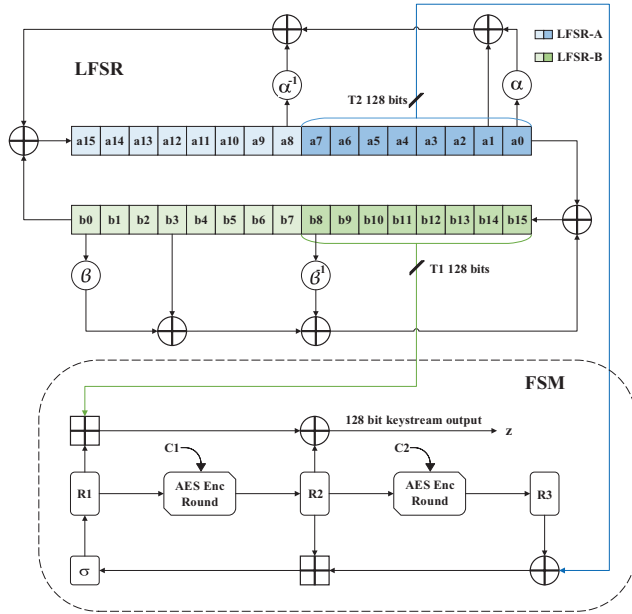 LFSR-A
LFSR-B
LFSR
α⁻¹
α
T2 128 bits
a15 a14 a13 a12 a11 a10 a9 a8 a7 a6 a5 a4 a3 a2 a1 a0
b0 b1 b2 b3 b4 b5 b6 b7 b8 b9 b10 b11 b12 b13 b14 b15
β
β⁻¹
T1 128 bits
FSM
128 bit keystream output
z
C1
C2
R1
AES Enc
Round
R2
AES Enc
Round
R3
σ